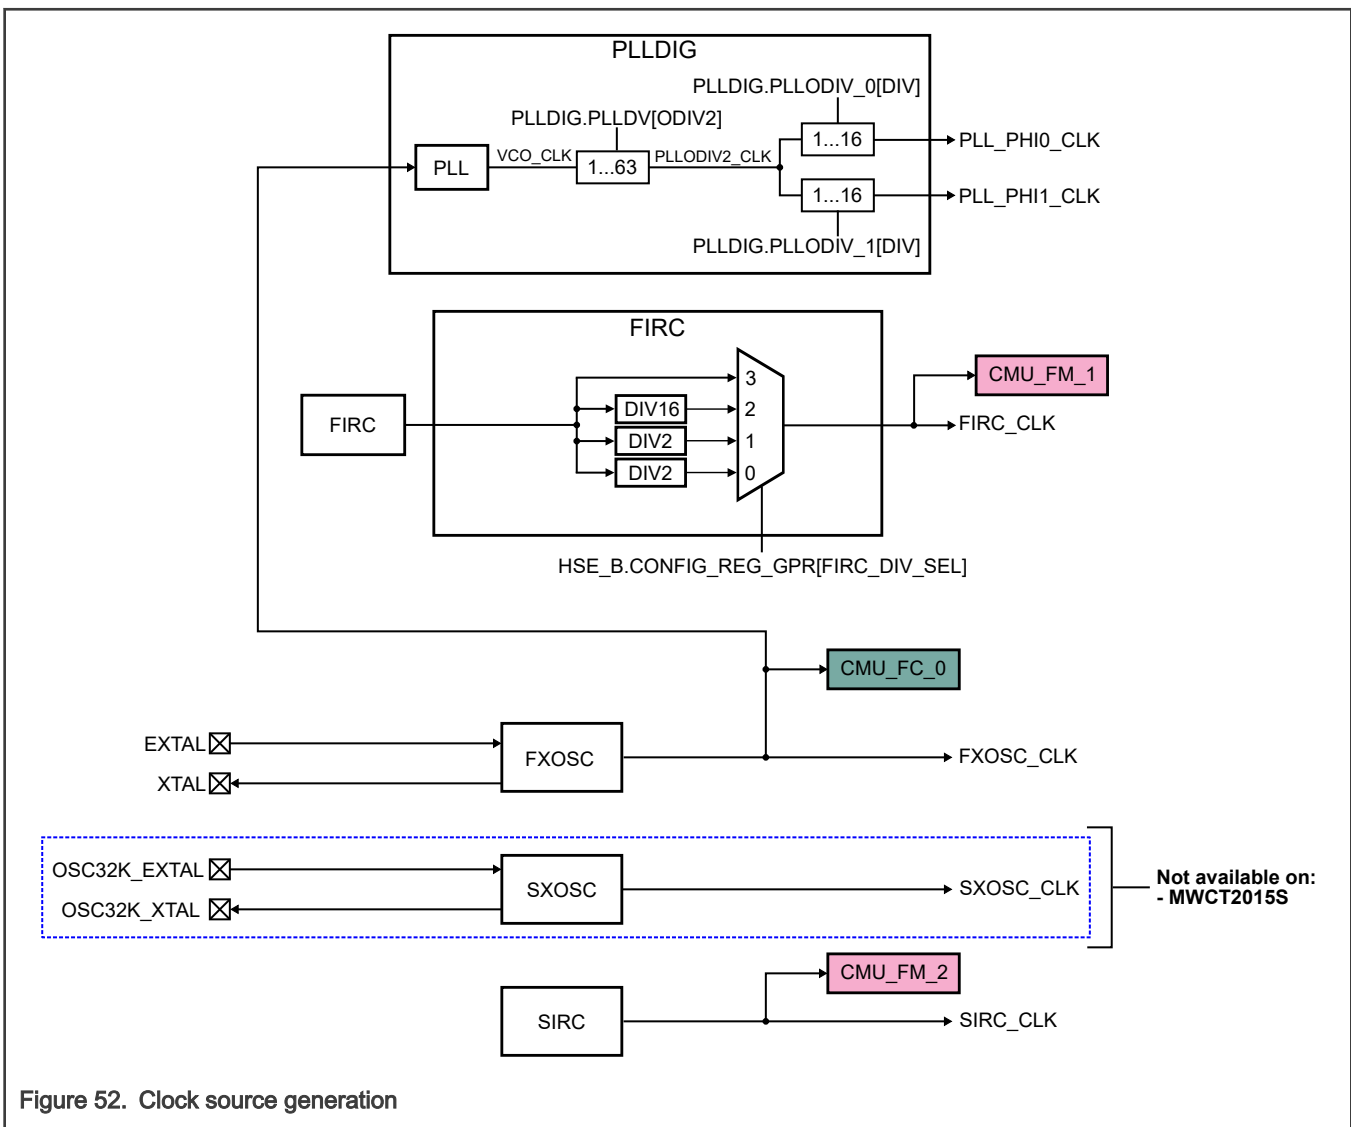 PLLDIG
PLLDIG.PLLODIV_0[DIV]
PLLDIG.PLLDV[ODIV2]
PLL
VCO_CLK
1...63
PLLODIV2_CLK
1...16
PLL_PHI0_CLK
1...16
PLL_PHI1_CLK
PLLDIG.PLLODIV_1[DIV]
FIRC
FIRC
3
DIV16
2
DIV2
1
DIV2
0
CMU_FM_1
FIRC_CLK
HSE_B.CONFIG_REG_GPR[FIRC_DIV_SEL]
CMU_FC_0
EXTAL
XTAL
FXOSC
FXOSC_CLK
OSC32K_EXTAL
OSC32K_XTAL
SXOSC
SXOSC_CLK
Not available on:
- MWCT2015S
CMU_FM_2
SIRC
SIRC_CLK
Figure 52. Clock source generation